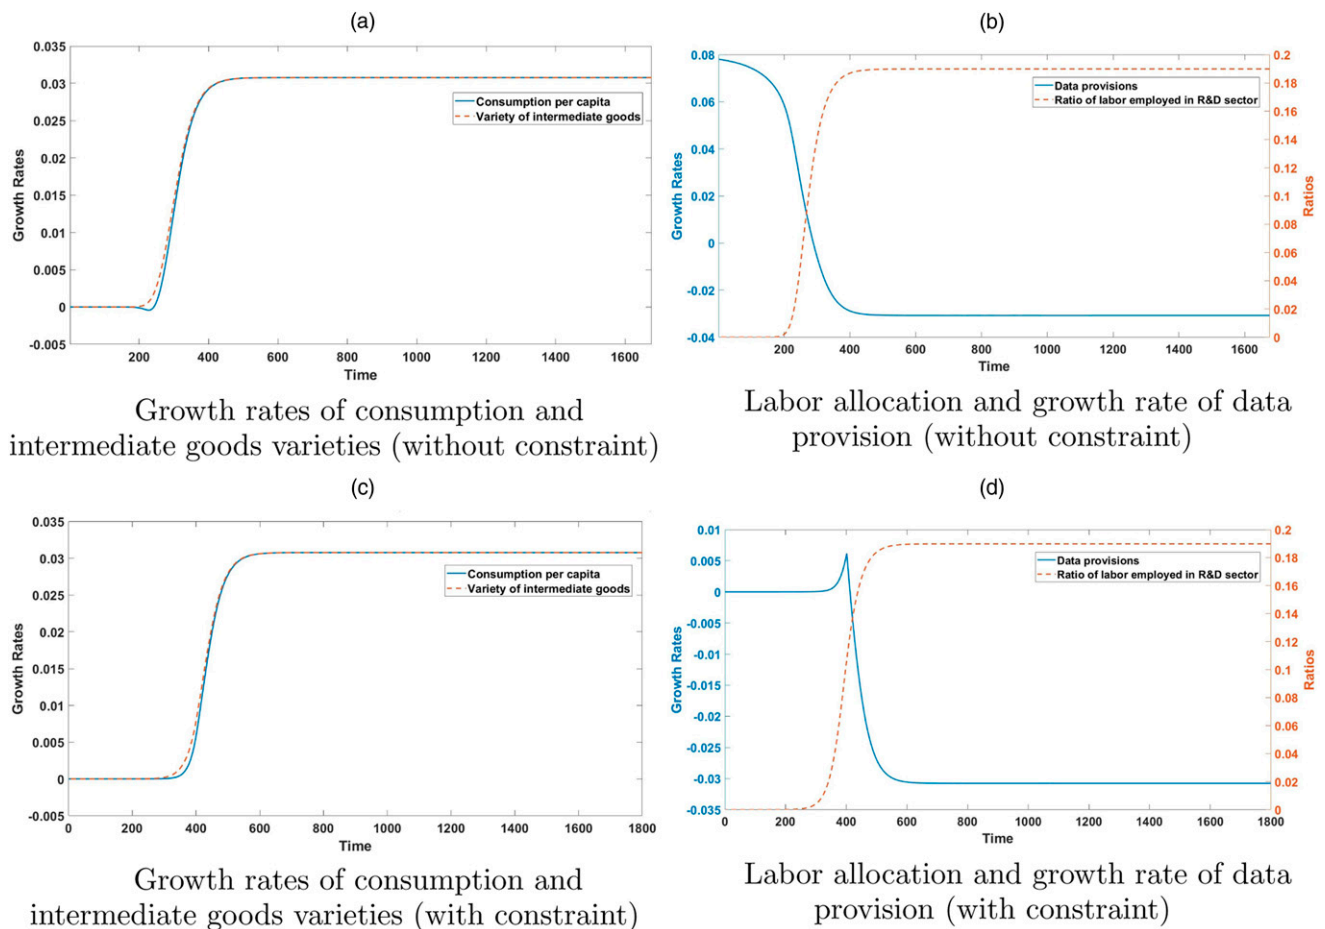 (a)
0.035
0.03
0.025
0.02
0.015
0.01
0.005
0
-0.005
Growth Rates
Consumption per capita
Variety of intermediate goods
200 400 600 800 1000 1200 1400 1600
Time
Growth rates of consumption and
intermediate goods varieties (without constraint)
(b)
0.08
0.06
0.04
0.02
0
-0.02
-0.04
Growth Rates
Data provisions
Ratio of labor employed in R&D sector
0.2
0.18
0.16
0.14
0.12
0.1
0.08
0.06
0.04
0.02
0
Ratios
200 400 600 800 1000 1200 1400 1600
Time
Labor allocation and growth rate of data
provision (without constraint)
(c)
0.035
0.03
0.025
0.02
0.015
0.01
0.005
0
-0.005
Growth Rates
Consumption per capita
Variety of intermediate goods
0 200 400 600 800 1000 1200 1400 1600 1800
Time
Growth rates of consumption and
intermediate goods varieties (with constraint)
(d)
0.01
0.005
0
-0.005
-0.01
-0.015
-0.02
-0.025
-0.03
-0.035
Growth Rates
Data provisions
Ratio of labor employed in R&D sector
0.2
0.18
0.16
0.14
0.12
0.1
0.08
0.06
0.04
0.02
0
Ratios
0 200 400 600 800 1000 1200 1400 1600 1800
Time
Labor allocation and growth rate of data
provision (with constraint)